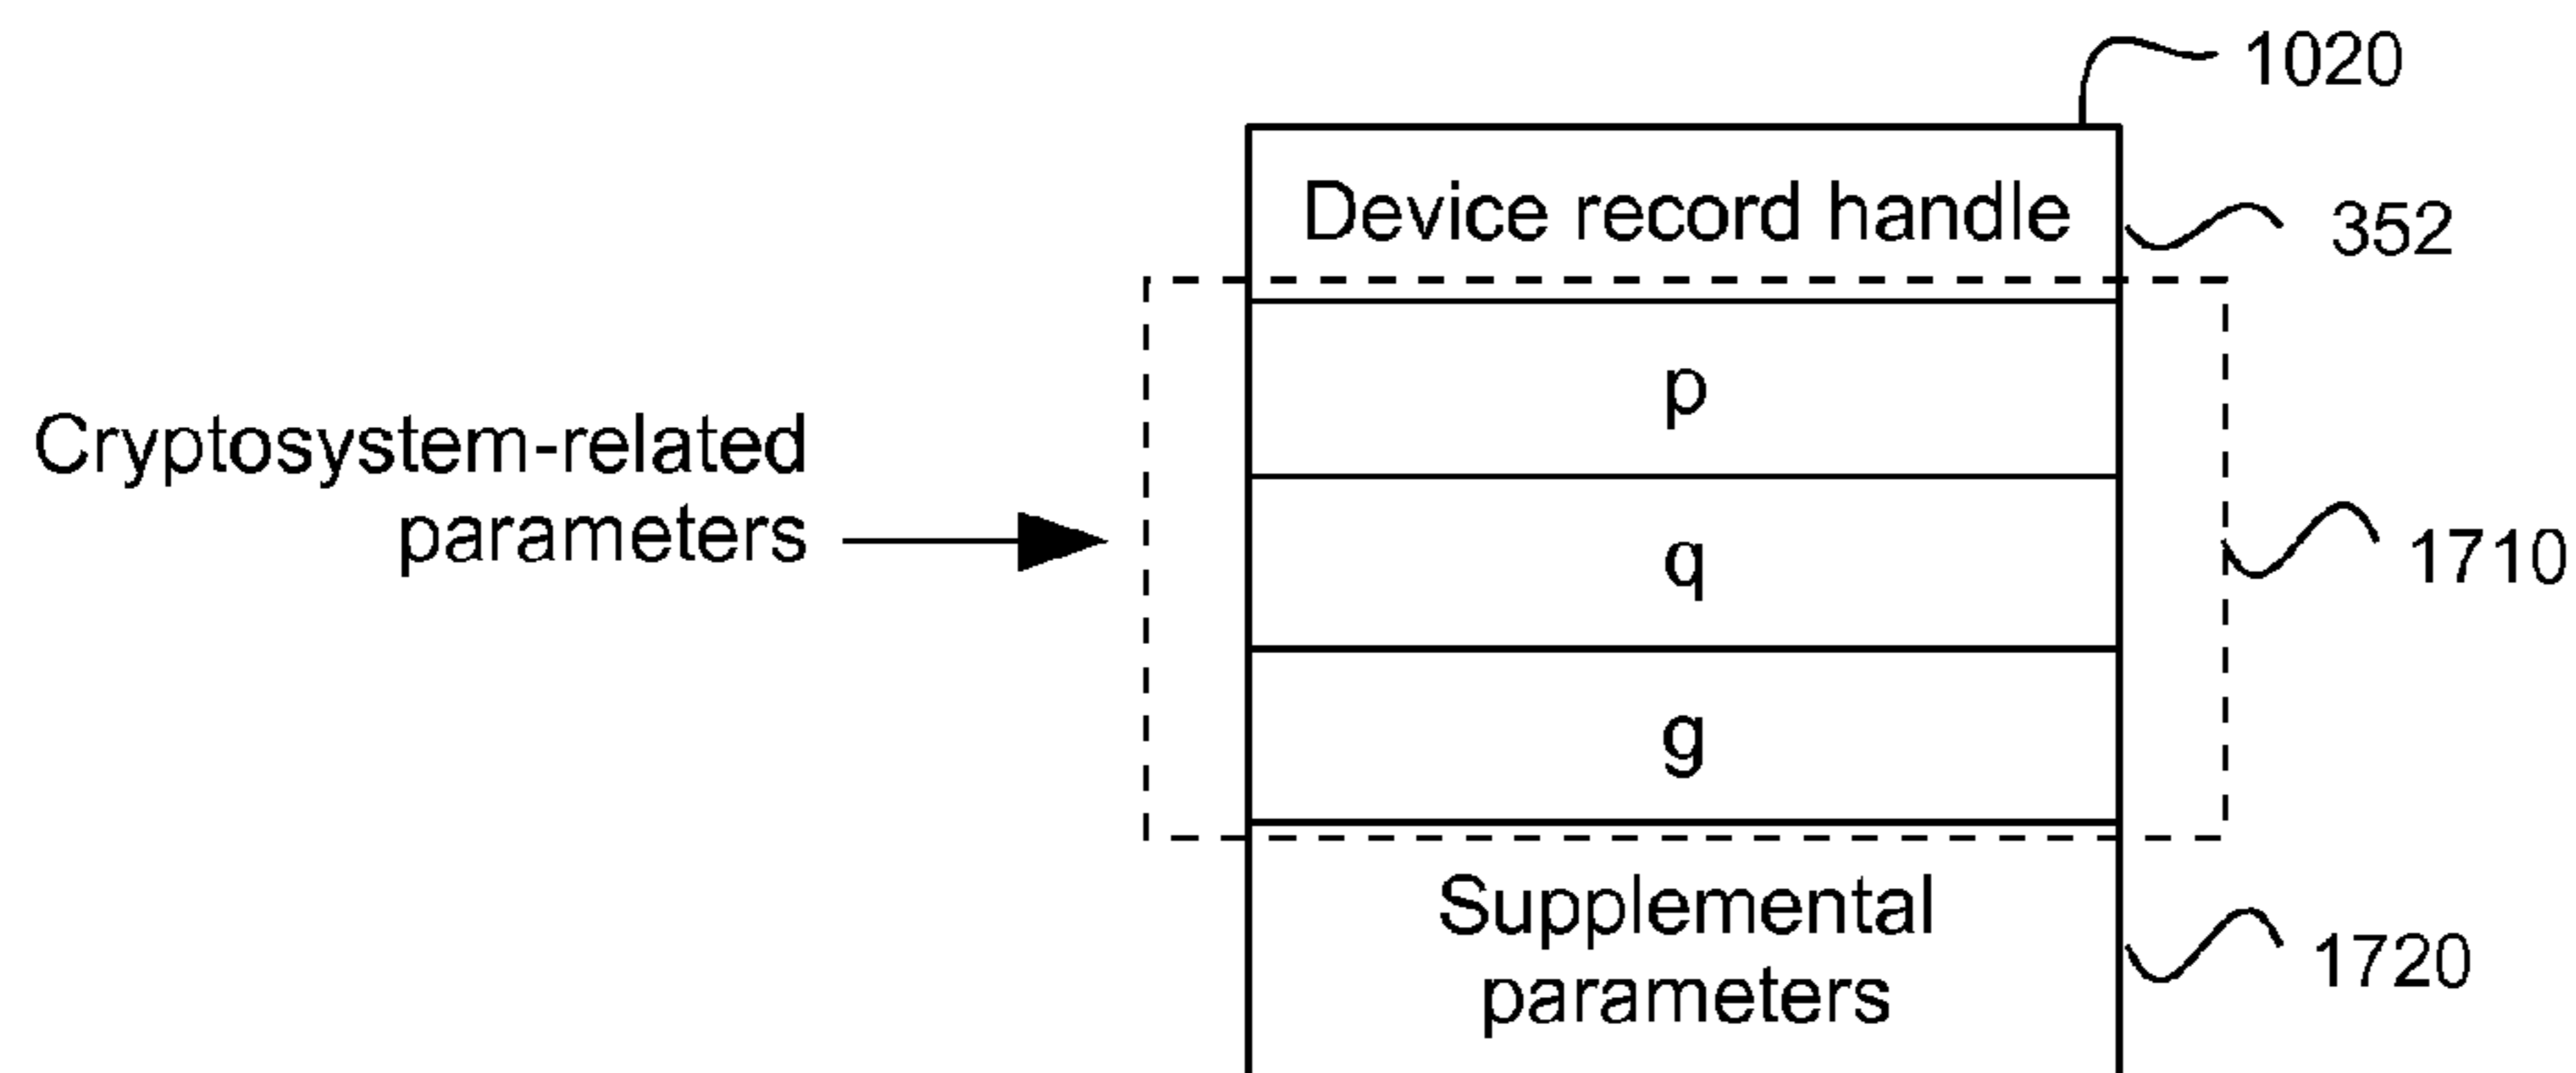 1020
Device record handle
352
p
Cryptosystem-related
parameters
q
1710
g
Supplemental
parameters
1720